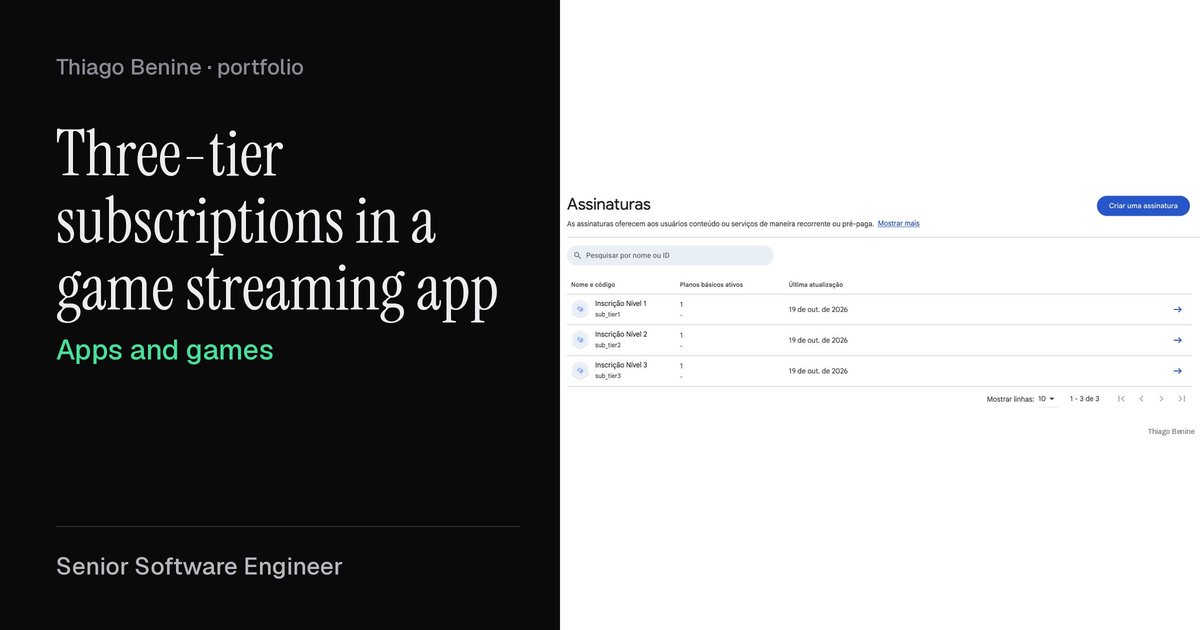 Thiago Benine · portfolio
Three-tier
subscriptions in a
game streaming app
Apps and games
Senior Software Engineer
Assinaturas
Criar uma assinatura
As assinaturas oferecem aos usuários conteúdo ou serviços de maneira recorrente ou pré-paga. Mostrar mais
Pesquisar por nome ou ID
Nome e código Planos básicos ativos Última atualização
Inscrição Nível 1 1 19 de out. de 2026
sub_tier1 -
Inscrição Nível 2 1 19 de out. de 2026
sub_tier2 -
Inscrição Nível 3 1 19 de out. de 2026
sub_tier3 -
Mostrar linhas: 10 1 - 3 de 3
Thiago Benine